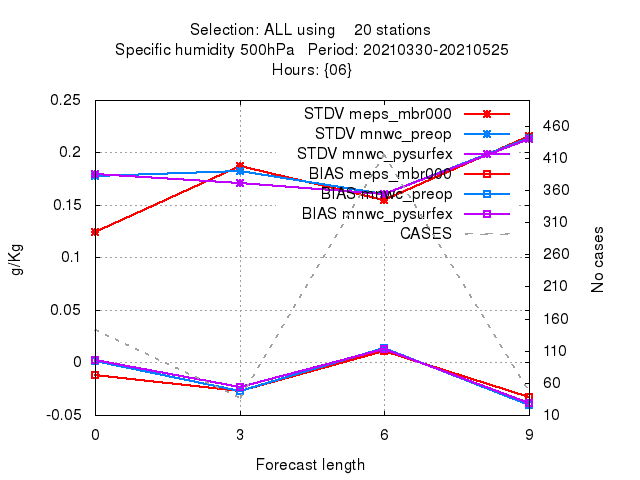 Selection: ALL using    20 stations
Specific humidity 500hPa   Period: 20210330-20210525
Hours: {06}
STDV meps_mbr000
STDV mnwc_preop
STDV mnwc_pysurfex
BIAS meps_mbr000
BIAS mnwc_preop
BIAS mnwc_pysurfex
CASES
0.25
0.2
0.15
0.1
0.05
0
-0.05
g/Kg
460
410
360
310
260
210
160
110
60
10
No cases
0 3 6 9
Forecast length